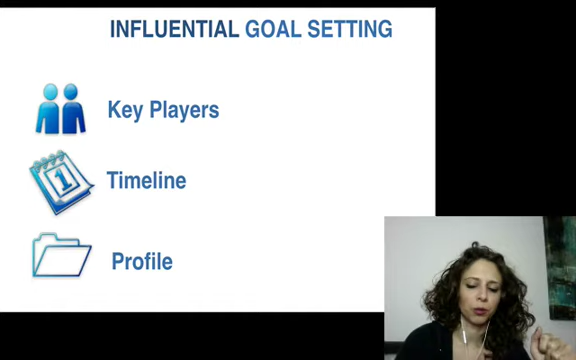 INFLUENTIAL GOAL SETTING
Key Players
1
Timeline
Profile